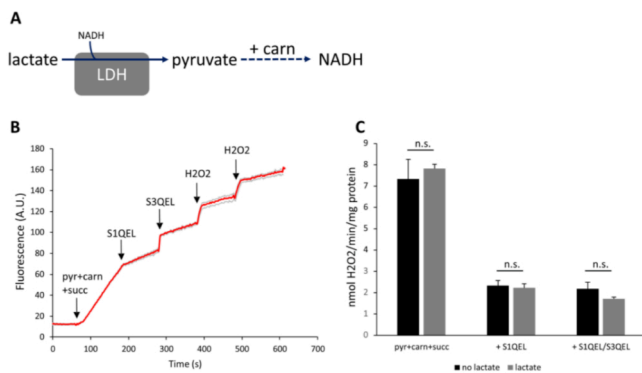 A
NADH
lactate
LDH
pyruvate
+ carn
NADH
B
Fluorescence (A.U.)
180
160
140
120
100
80
60
40
20
0
pyr+carn
+succ
S1QEL
S3QEL
H2O2
H2O2
0 100 200 300 400 500 600 700
Time (s)
C
nmol H2O2/min/mg protein
9
8
7
6
5
4
3
2
1
0
n.s.
n.s.
n.s.
pyr+carn+succ + S1QEL + S1QEL/S3QEL
no lactate lactate